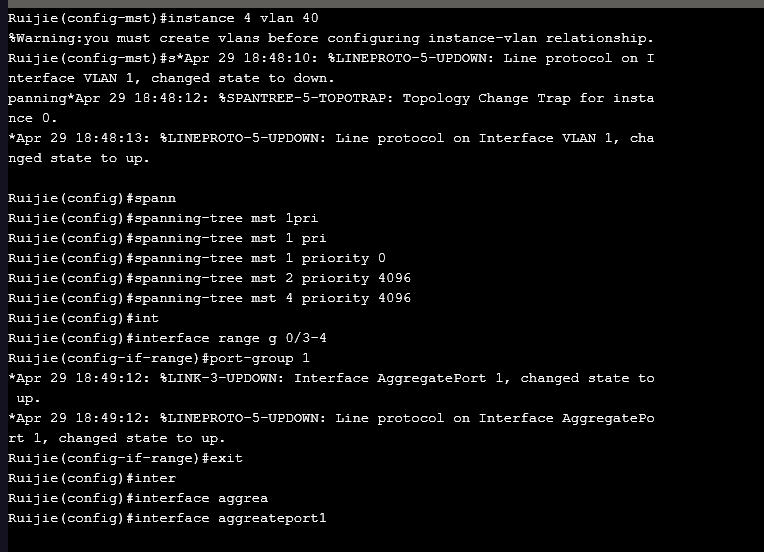 Ruijie(config-mst)#instance 4 vlan 40
%Warning:you must create vlans before configuring instance-vlan relationship.
Ruijie(config-mst)#s*Apr 29 18:48:10: %LINEPROTO-5-UPDOWN: Line protocol on I
nterface VLAN 1, changed state to down.
panning*Apr 29 18:48:12: %SPANTREE-5-TOPOTRAP: Topology Change Trap for insta
nce 0.
*Apr 29 18:48:13: %LINEPROTO-5-UPDOWN: Line protocol on Interface VLAN 1, cha
nged state to up.
Ruijie(config)#spann
Ruijie(config)#spanning-tree mst 1pri
Ruijie(config)#spanning-tree mst 1 pri
Ruijie(config)#spanning-tree mst 1 priority 0
Ruijie(config)#spanning-tree mst 2 priority 4096
Ruijie(config)#spanning-tree mst 4 priority 4096
Ruijie(config)#int
Ruijie(config)#interface range g 0/3-4
Ruijie(config-if-range)#port-group 1
*Apr 29 18:49:12: %LINK-3-UPDOWN: Interface AggregatePort 1, changed state to
 up.
*Apr 29 18:49:12: %LINEPROTO-5-UPDOWN: Line protocol on Interface AggregatePo
rt 1, changed state to up.
Ruijie(config-if-range)#exit
Ruijie(config)#inter
Ruijie(config)#interface aggrea
Ruijie(config)#interface aggreateport1